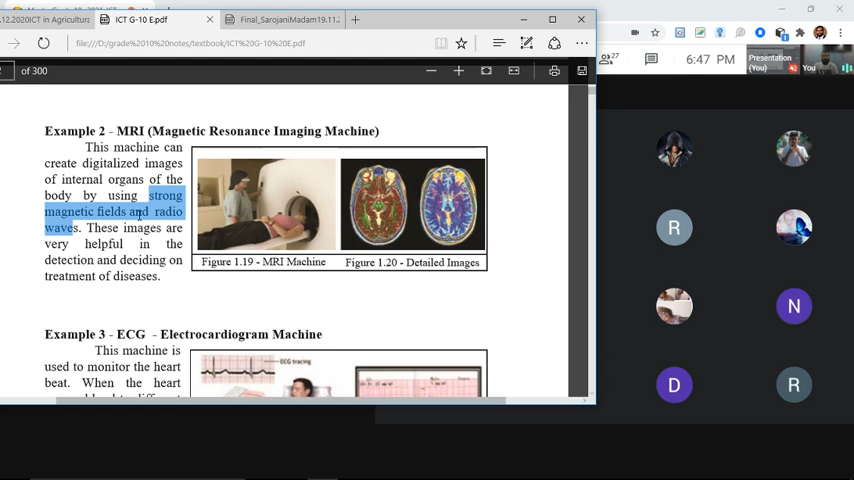 12.2020ICT in Agricultura
ICT G-10 E.pdf
Final_SarojaniMadam19.11.2
file:///D:/grade%2010%20notes/textbook/ICT%20G-10%20E.pdf
of 300
27
6:47 PM
Presentation
(You)
You
Example 2 - MRI (Magnetic Resonance Imaging Machine)
This machine can
create digitalized images
of internal organs of the
body by using strong
magnetic fields and radio
waves. These images are
very helpful in the
detection and deciding on
treatment of diseases.
Figure 1.19 - MRI Machine
Figure 1.20 - Detailed Images
Example 3 - ECG - Electrocardiogram Machine
This machine is
used to monitor the heart
beat. When the heart
ECG tracing
R
N
D
R